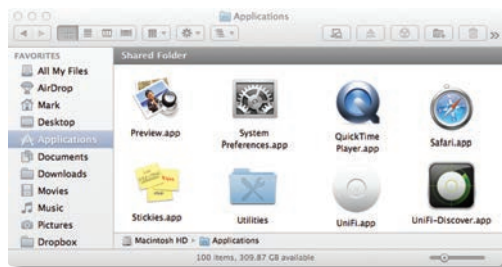 Applications
FAVORITES
All My Files
AirDrop
Mark
Desktop
Applications
Documents
Downloads
Movies
Music
Pictures
Dropbox
Shared Folder
Preview.app
System
Preferences.app
QuickTime
Player.app
Safari.app
Stickies.app
Utilities
UniFi.app
UniFi-Discover.app
Macintosh HD ▸ Applications
100 items, 309.87 GB available